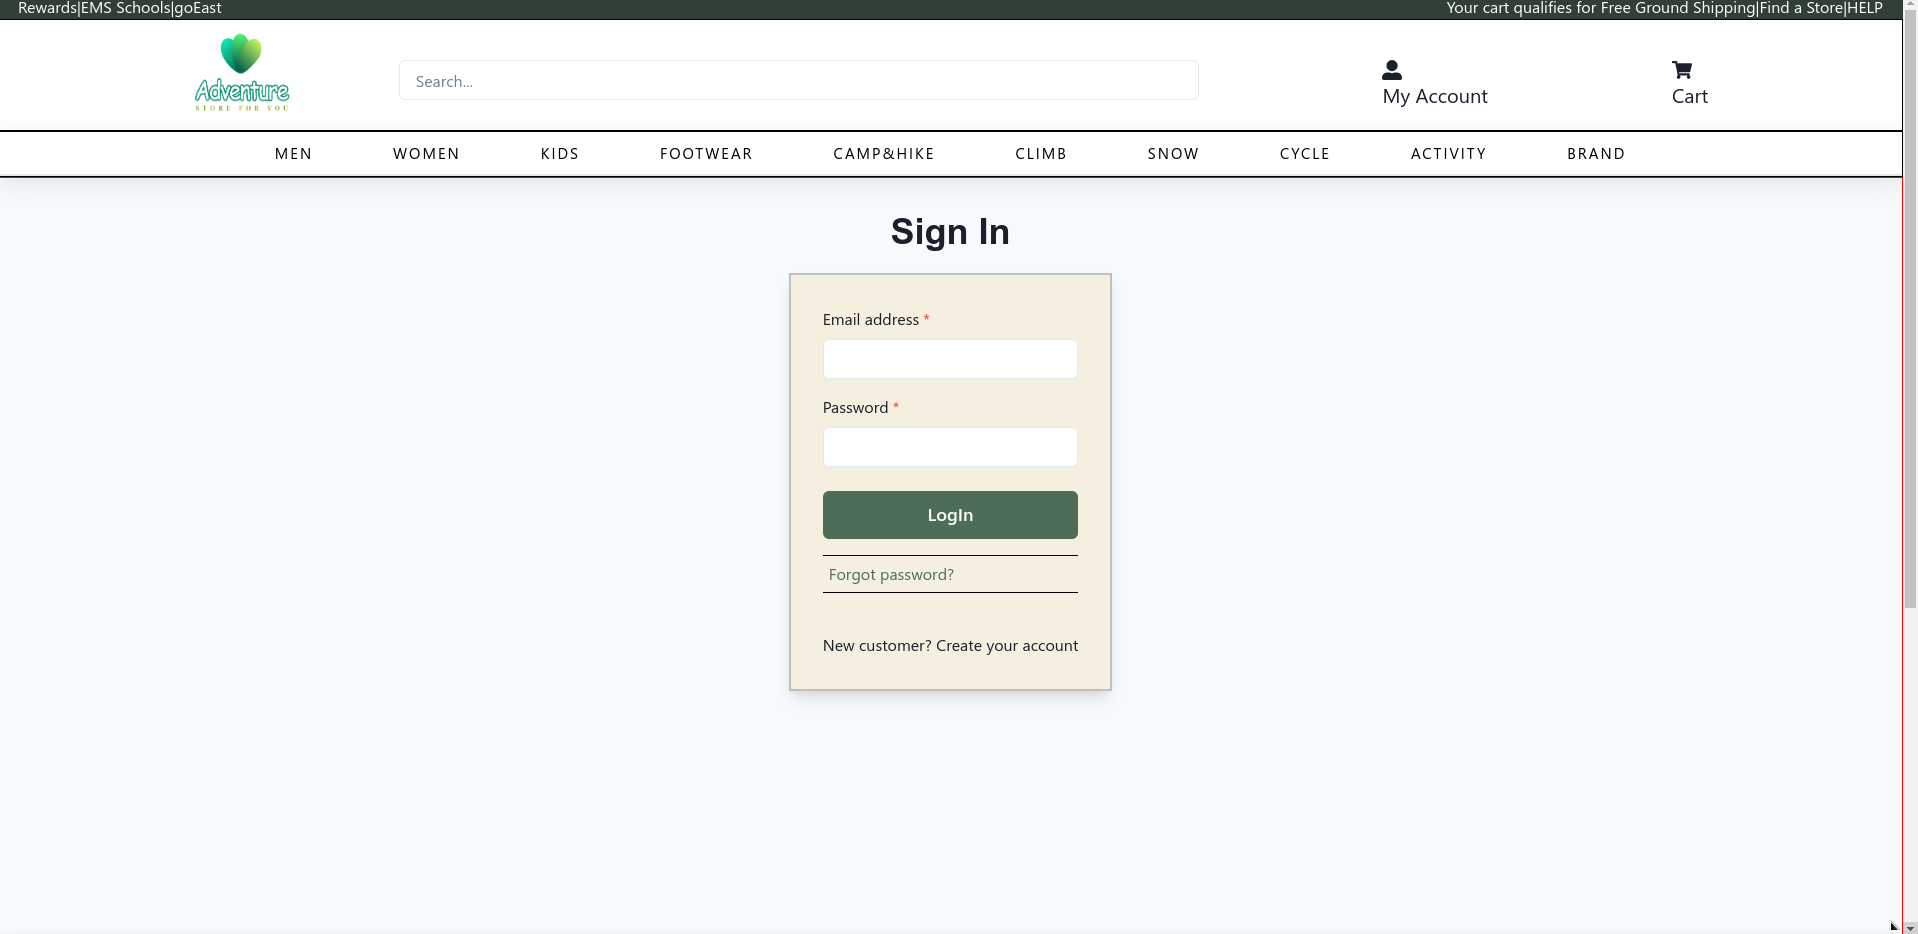 Rewards|EMS Schools|goEast
Your cart qualifies for Free Ground Shipping|Find a Store|HELP
Adventure
STORE FOR YOU
Search...
My Account
Cart
MEN
WOMEN
KIDS
FOOTWEAR
CAMP&HIKE
CLIMB
SNOW
CYCLE
ACTIVITY
BRAND
Sign In
Email address *
Password *
LogIn
Forgot password?
New customer? Create your account